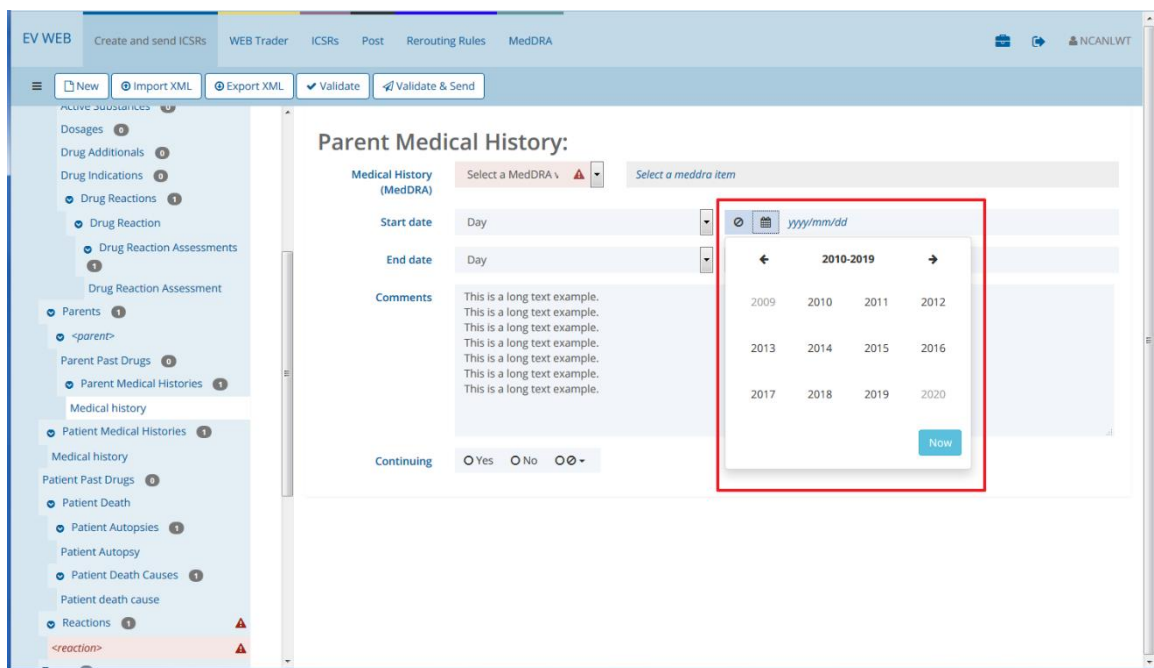 EV WEB
Create and send ICSRs
WEB Trader
ICSRs
Post
Rerouting Rules
MedDRA
NCANLWT
New
Import XML
Export XML
Validate
Validate & Send
Active Substances 0
Dosages 0
Drug Additionals 0
Drug Indications 0
Drug Reactions 1
Drug Reaction
Drug Reaction Assessments
1
Drug Reaction Assessment
Parents 1
<parent>
Parent Past Drugs 0
Parent Medical Histories 1
Medical history
Patient Medical Histories 1
Medical history
Patient Past Drugs 0
Patient Death
Patient Autopsies 1
Patient Autopsy
Patient Death Causes 1
Patient death cause
Reactions 1
<reaction>
Parent Medical History:
Medical History
(MedDRA)
Select a MedDRA
Select a meddra item
Start date
Day
yyyy/mm/dd
End date
Day
Comments
This is a long text example.
This is a long text example.
This is a long text example.
This is a long text example.
This is a long text example.
This is a long text example.
This is a long text example.
2010-2019
2009 2010 2011 2012
2013 2014 2015 2016
2017 2018 2019 2020
Now
Continuing
Yes No